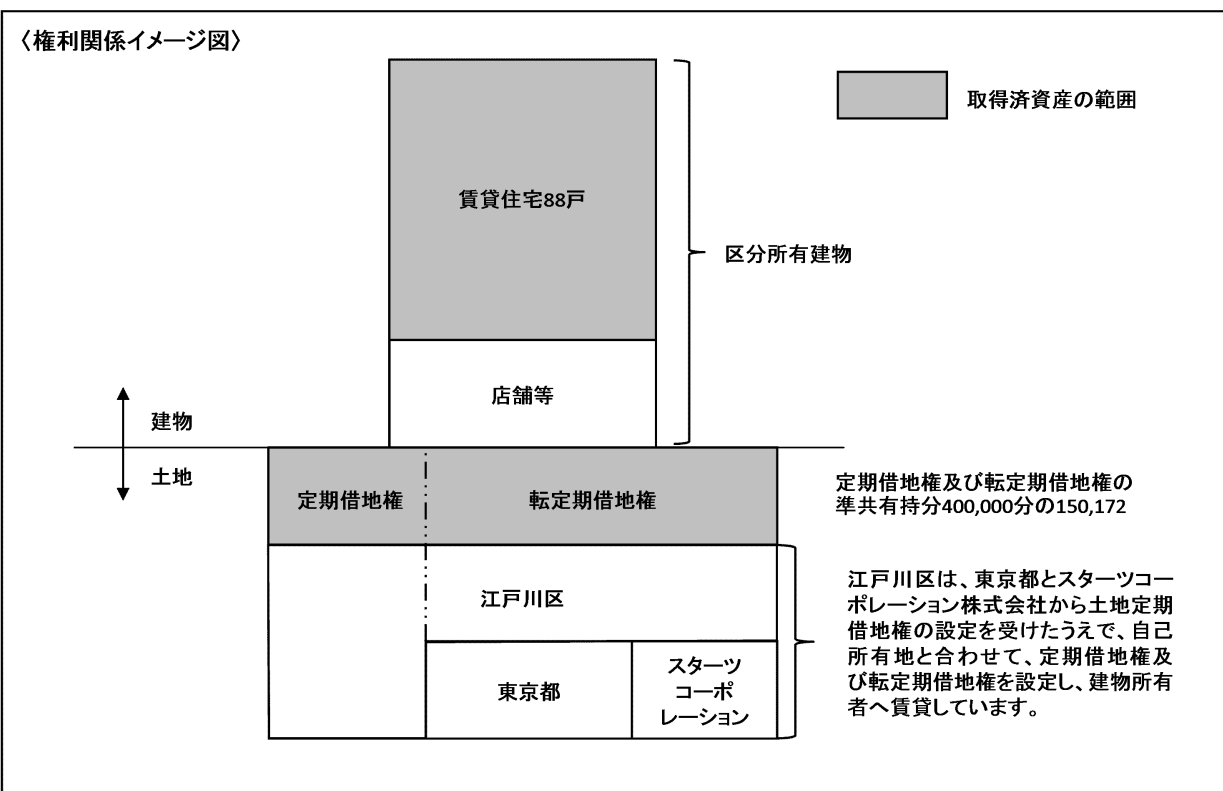 〈権利関係イメージ図〉
取得済資産の範囲
賃貸住宅88戸
区分所有建物
店舗等
建物
土地
定期借地権
転定期借地権
定期借地権及び転定期借地権の
準共有持分400,000分の150,172
江戸川区
東京都
スターツ
コーポ
レーション
江戸川区は、東京都とスターツコー
ポレーション株式会社から土地定期
借地権の設定を受けたうえで、自己
所有地と合わせて、定期借地権及
び転定期借地権を設定し、建物所有
者へ賃貸しています。